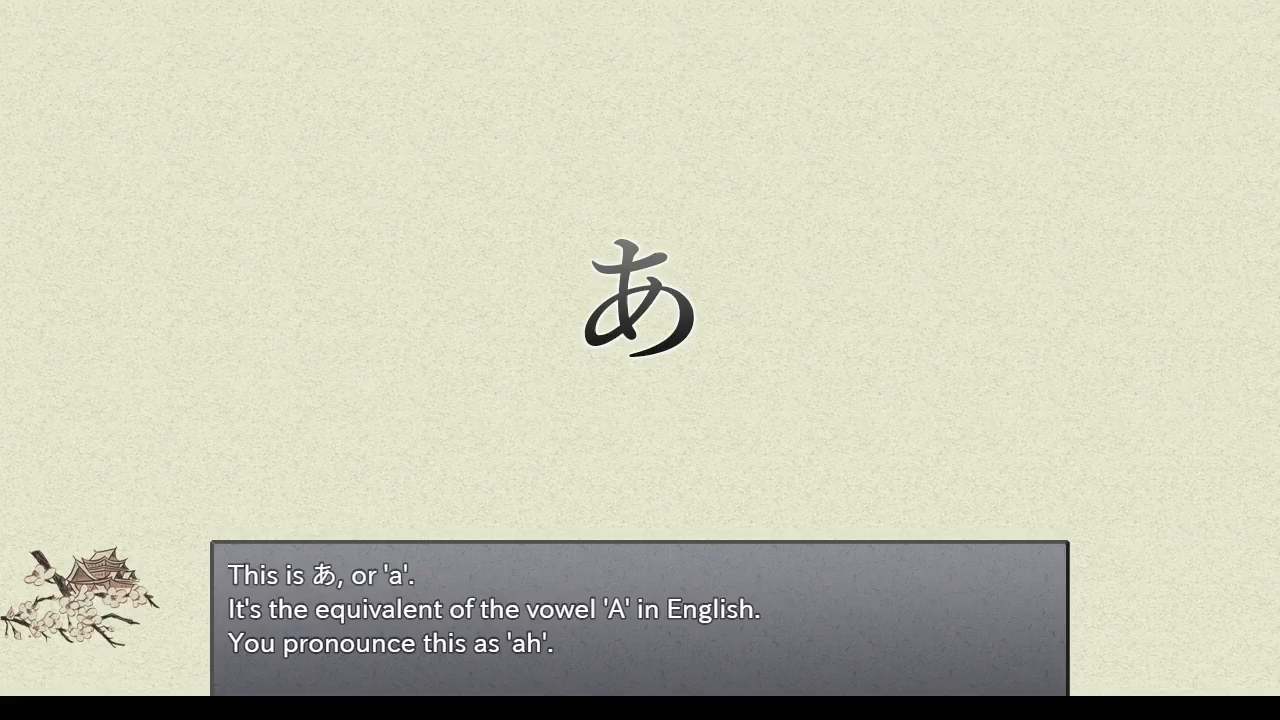 あ
This is あ, or 'a'.
It's the equivalent of the vowel 'A' in English.
You pronounce this as 'ah'.